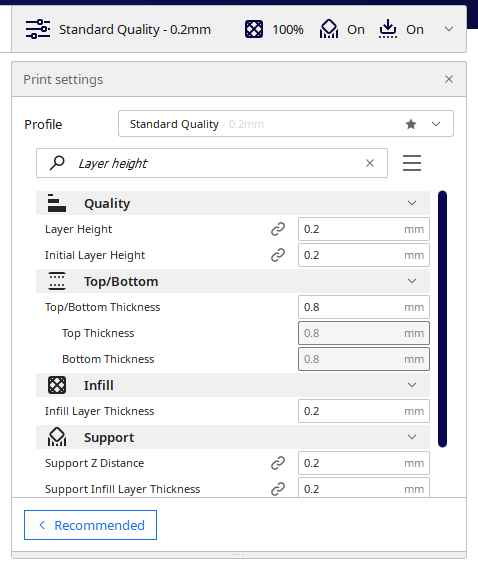 Standard Quality - 0.2mm 100% On On
Print settings
Profile Standard Quality - 0.2mm
Layer height
Quality
Layer Height 0.2 mm
Initial Layer Height 0.2 mm
Top/Bottom
Top/Bottom Thickness 0.8 mm
Top Thickness 0.8 mm
Bottom Thickness 0.8 mm
Infill
Infill Layer Thickness 0.2 mm
Support
Support Z Distance 0.2 mm
Support Infill Layer Thickness 0.2 mm
Recommended